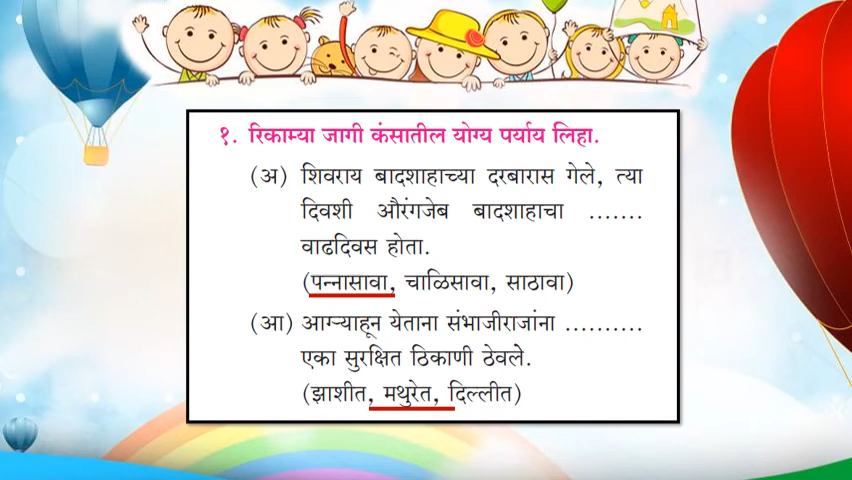 १. रिकाम्या जागी कंसातील योग्य पर्याय लिहा.
(अ) शिवराय बादशाहाच्या दरबारास गेले, त्या
दिवशी औरंगजेब बादशाहाचा .......
वाढदिवस होता.
(पन्नासावा, चाळिसावा, साठावा)
(आ) आग्ऱ्याहून येताना संभाजीराजांना ..........
एका सुरक्षित ठिकाणी ठेवले.
(झाशीत, मथुरेत, दिल्लीत)